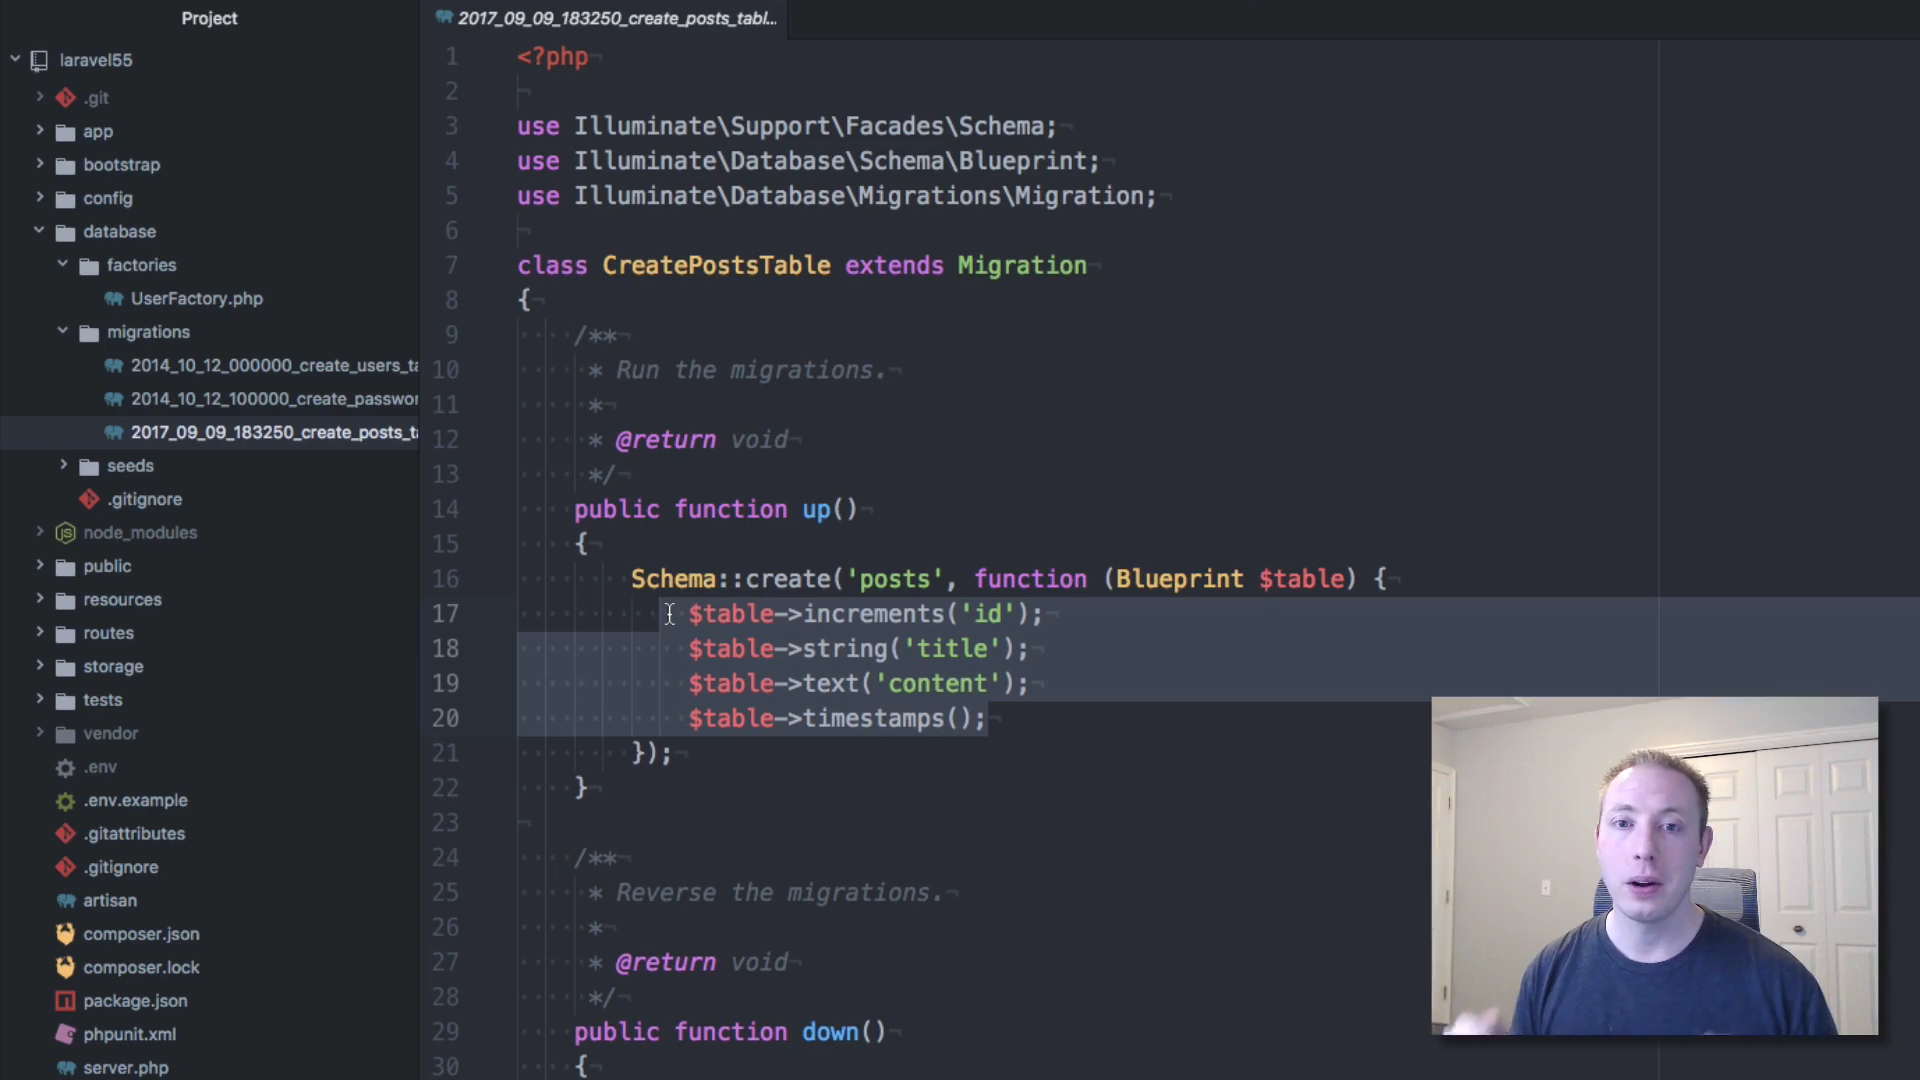 Project
laravel55
.git
app
bootstrap
config
database
factories
UserFactory.php
migrations
2014_10_12_000000_create_users_ta
2014_10_12_100000_create_passwor
2017_09_09_183250_create_posts_ta
seeds
.gitignore
node_modules
public
resources
routes
storage
tests
vendor
.env
.env.example
.gitattributes
.gitignore
artisan
composer.json
composer.lock
package.json
phpunit.xml
server.php
2017_09_09_183250_create_posts_tabl...
1 <?php
2
3 use Illuminate\Support\Facades\Schema;
4 use Illuminate\Database\Schema\Blueprint;
5 use Illuminate\Database\Migrations\Migration;
6
7 class CreatePostsTable extends Migration
8 {
9 /**
10 * Run the migrations.
11 *
12 * @return void
13 */
14 public function up()
15 {
16 Schema::create('posts', function (Blueprint $table) {
17 $table->increments('id');
18 $table->string('title');
19 $table->text('content');
20 $table->timestamps();
21 });
22 }
23
24 /**
25 * Reverse the migrations.
26 *
27 * @return void
28 */
29 public function down()
30 {